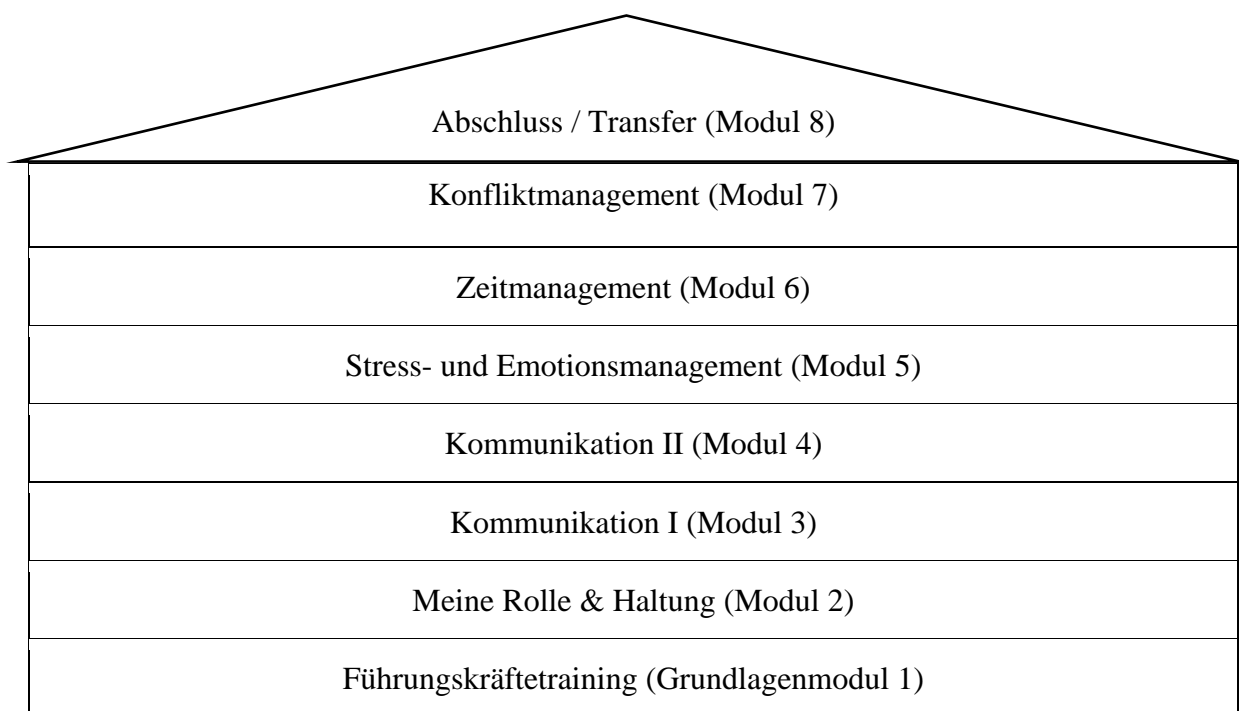 Abschluss / Transfer (Modul 8)
Konfliktmanagement (Modul 7)
Zeitmanagement (Modul 6)
Stress- und Emotionsmanagement (Modul 5)
Kommunikation II (Modul 4)
Kommunikation I (Modul 3)
Meine Rolle & Haltung (Modul 2)
Führungskräftetraining (Grundlagenmodul 1)